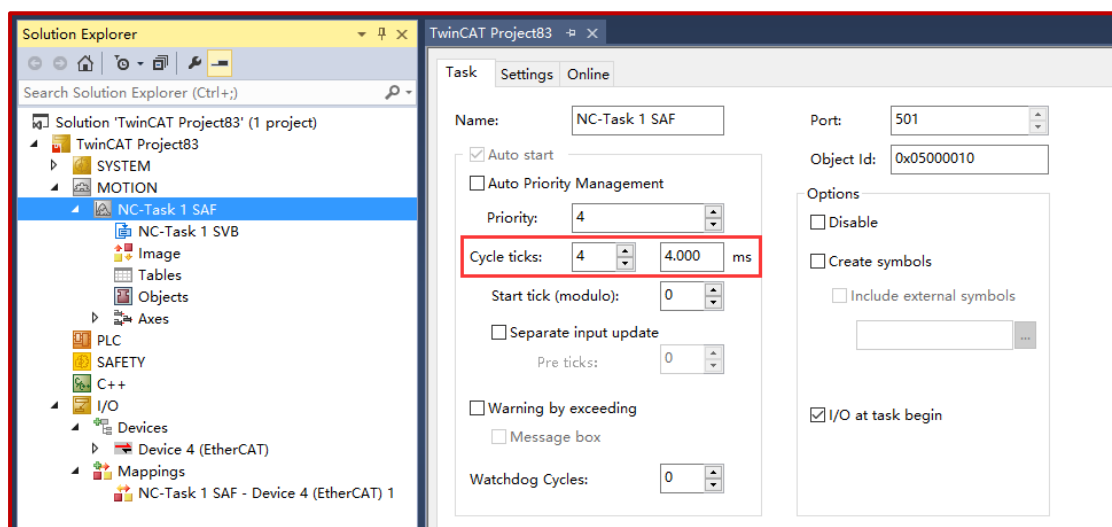 Solution Explorer
Search Solution Explorer (Ctrl+;)
Solution 'TwinCAT Project83' (1 project)
TwinCAT Project83
SYSTEM
MOTION
NC-Task 1 SAF
NC-Task 1 SVB
Image
Tables
Objects
Axes
PLC
SAFETY
C++
I/O
Devices
Device 4 (EtherCAT)
Mappings
NC-Task 1 SAF - Device 4 (EtherCAT) 1
TwinCAT Project83
Task Settings Online
Name: NC-Task 1 SAF
Auto start
Auto Priority Management
Priority: 4
Cycle ticks: 4 4.000 ms
Start tick (modulo): 0
Separate input update
Pre ticks: 0
Warning by exceeding
Message box
Watchdog Cycles: 0
Port: 501
Object Id: 0x05000010
Options
Disable
Create symbols
Include external symbols
...
I/O at task begin